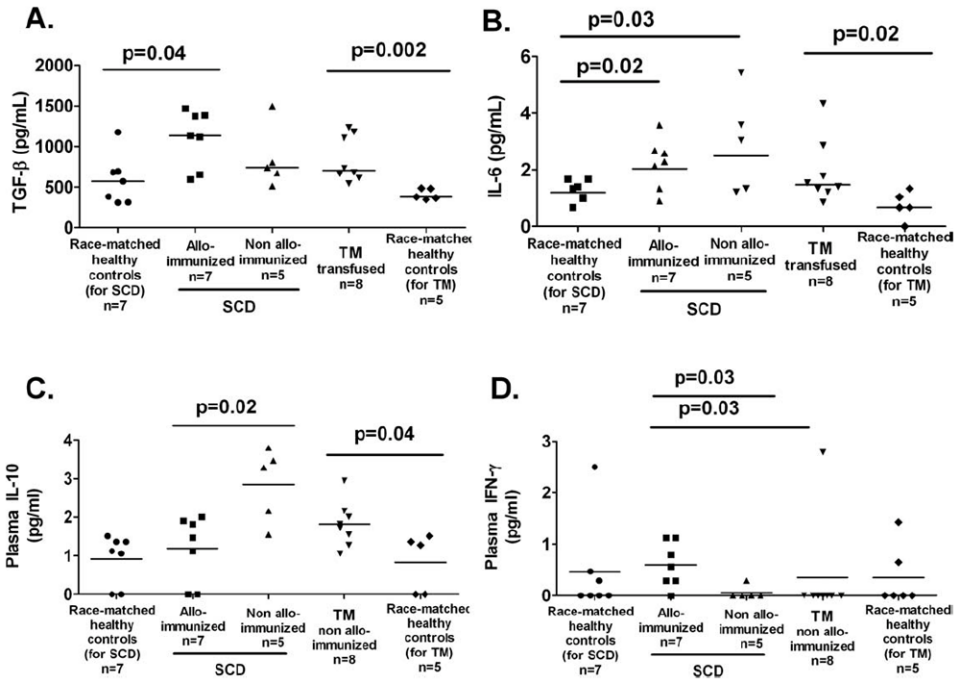 A.
p=0.04
p=0.002
2000
1500
1000
500
0
TGF-β (pg/mL)
Race-matched
healthy
controls
(for SCD)
n=7
Allo-
immunized
n=7
Non allo-
immunized
n=5
SCD
TM
transfused
n=8
Race-matched
healthy
controls
(for TM)
n=5
B.
p=0.03
p=0.02
p=0.02
6
4
2
0
IL-6 (pg/mL)
Race-matched
healthy
controls
(for SCD)
n=7
Allo-
immunized
n=7
Non allo-
immunized
n=5
SCD
TM
transfused
n=8
Race-matched
healthy
controls
(for TM)
n=5
C.
p=0.02
p=0.04
4
3
2
1
0
Plasma IL-10
(pg/ml)
Race-matched
healthy
controls
(for SCD)
n=7
Allo-
immunized
n=7
Non allo-
immunized
n=5
SCD
TM
non allo-
immunized
n=8
Race-matched
healthy
controls
(for TM)
n=5
D.
p=0.03
p=0.03
3
2
1
0
Plasma IFN-γ
(pg/ml)
Race-matched
healthy
controls
(for SCD)
n=7
Allo-
immunized
n=7
Non allo-
immunized
n=5
SCD
TM
non allo-
immunized
n=8
Race-matched
healthy
controls
(for TM)
n=5